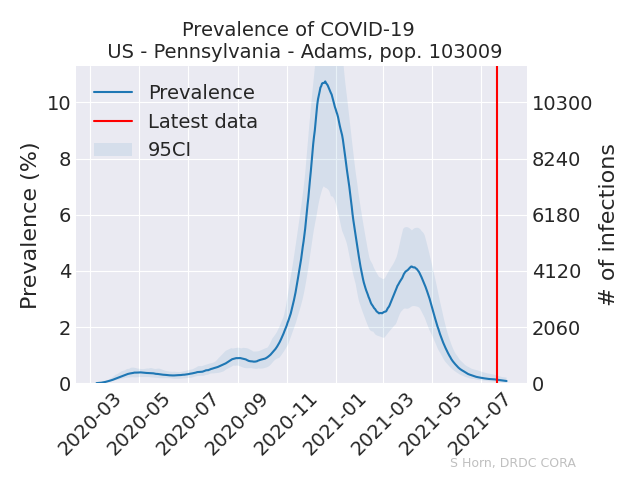 Prevalence of COVID-19
US - Pennsylvania - Adams, pop. 103009
Prevalence
Latest data
95CI
Prevalence (%)
10
8
6
4
2
0
10300
8240
6180
4120
2060
0
# of infections
2020-03
2020-05
2020-07
2020-09
2020-11
2021-01
2021-03
2021-05
2021-07
S Horn, DRDC CORA